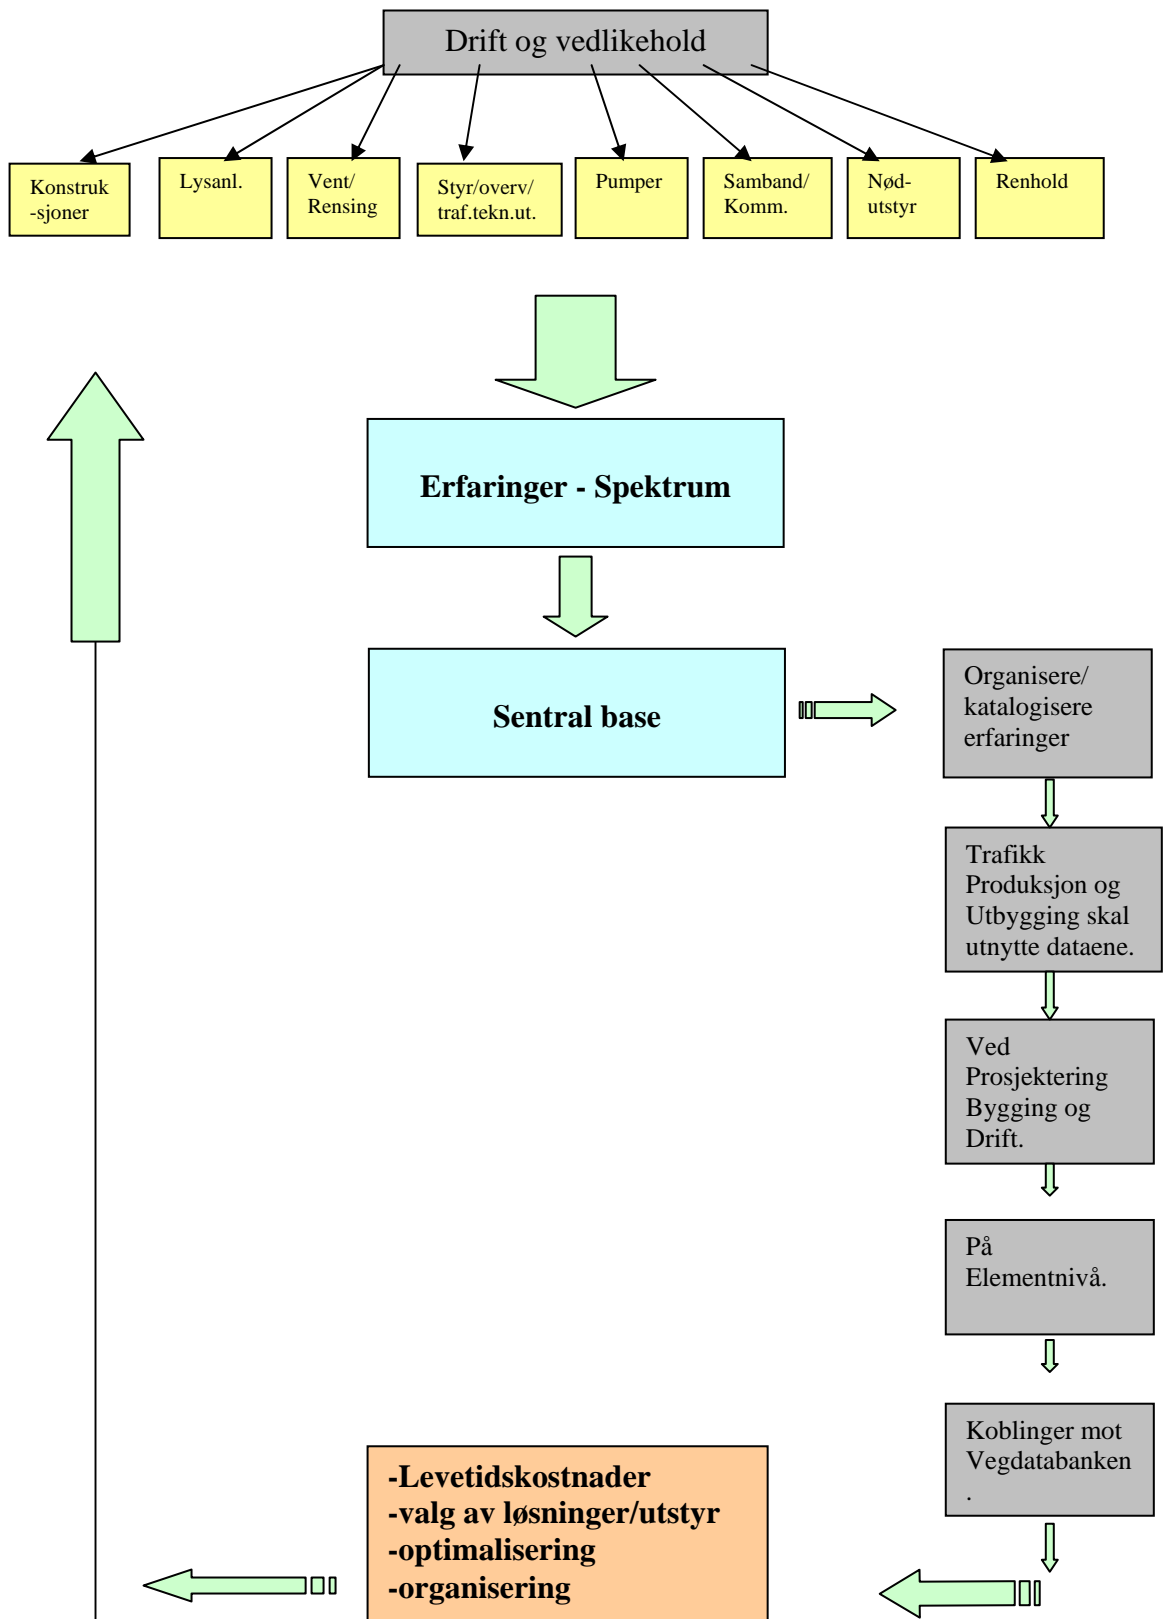 Drift og vedlikehold
Konstruk
-sjoner
Lysanl.
Vent/
Rensing
Styr/overv/
traf.tekn.ut.
Pumper
Samband/
Komm.
Nød-
utstyr
Renhold
Erfaringer - Spektrum
Sentral base
Organisere/
katalogisere
erfaringer
Trafikk
Produksjon og
Utbygging skal
utnytte dataene.
Ved
Prosjektering
Bygging og
Drift.
På
Elementnivå.
Koblinger mot
Vegdatabanken
.
-Levetidskostnader
-valg av løsninger/utstyr
-optimalisering
-organisering